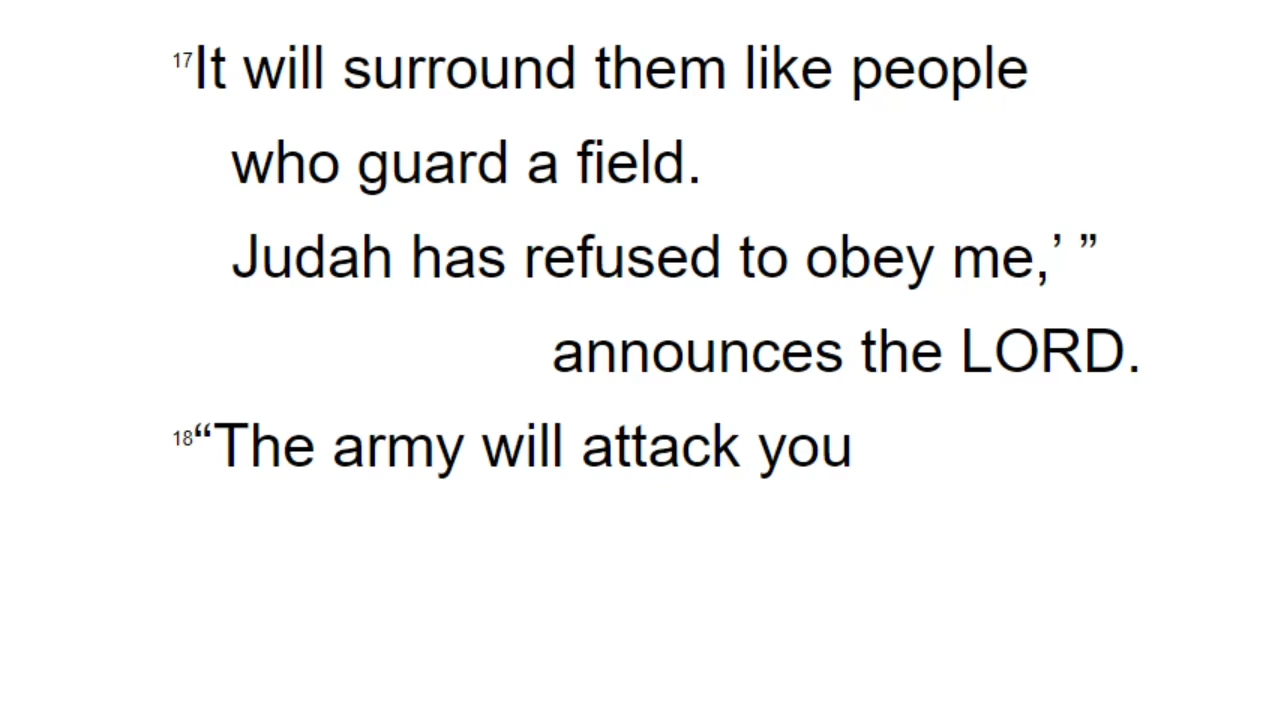 17It will surround them like people
who guard a field.
Judah has refused to obey me,’ ”
announces the LORD.
18“The army will attack you